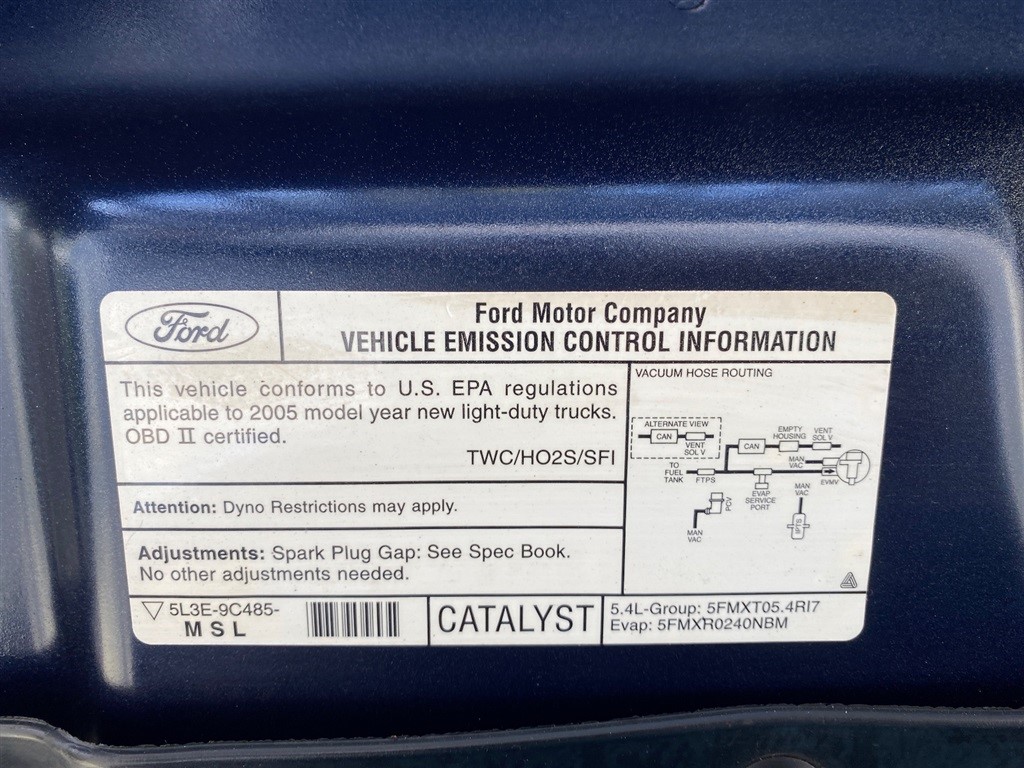 Ford
Ford Motor Company
VEHICLE EMISSION CONTROL INFORMATION
This vehicle conforms to U.S. EPA regulations
applicable to 2005 model year new light-duty trucks.
OBD II certified.
TWC/HO2S/SFI
Attention: Dyno Restrictions may apply.
Adjustments: Spark Plug Gap: See Spec Book.
No other adjustments needed.
VACUUM HOSE ROUTING
ALTERNATE VIEW
CAN
VENT
SOL V
CAN
EMPTY
HOUSING
VENT
SOL V
TO
FUEL
TANK
FTPS
EVAP
SERVICE
PORT
MAN
VAC
EVMV
T
B
PCV
MAN
VAC
MAN
VAC
IPTS
5L3E-9C485-
M S L
CATALYST
5.4L-Group: 5FMXT05.4RI7
Evap: 5FMXR0240NBM